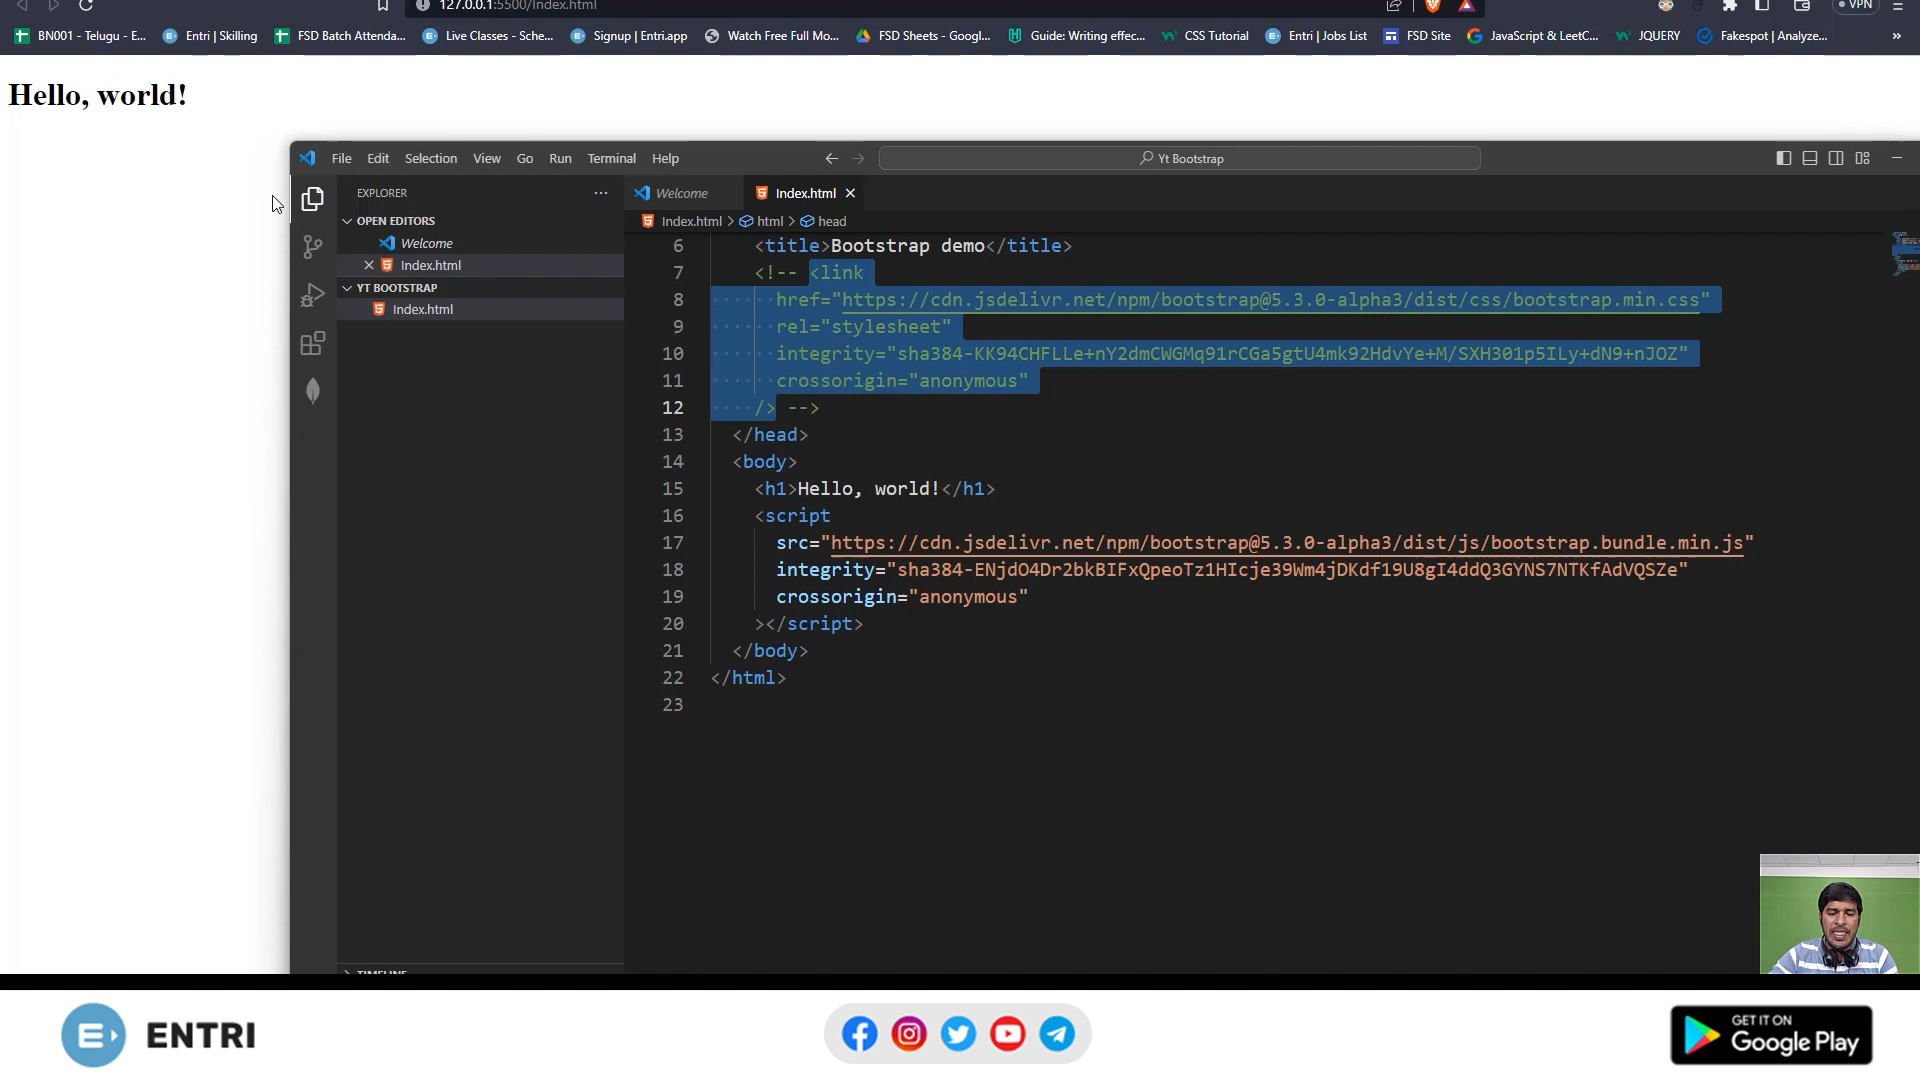 127.0.0.1:5500/Index.html
VPN
BN001 - Telugu - E...
Entri | Skilling
FSD Batch Attenda...
Live Classes - Sche...
Signup | Entri.app
Watch Free Full Mo...
FSD Sheets - Googl...
Guide: Writing effec...
CSS Tutorial
Entri | Jobs List
FSD Site
JavaScript & LeetC...
JQUERY
Fakespot | Analyze...
»
Hello, world!
File Edit Selection View Go Run Terminal Help
Yt Bootstrap
EXPLORER
Welcome
Index.html
OPEN EDITORS
Index.html > html > head
Welcome
Index.html
YT BOOTSTRAP
Index.html
6 <title>Bootstrap demo</title>
7 <!-- <link
8 href="https://cdn.jsdelivr.net/npm/bootstrap@5.3.0-alpha3/dist/css/bootstrap.min.css"
9 rel="stylesheet"
10 integrity="sha384-KK94CHFLLe+nY2dmCWGMq91rCGa5gtU4mk92HdvYe+M/SXH301p5ILy+dN9+nJOZ"
11 crossorigin="anonymous"
12 /> -->
13 </head>
14 <body>
15 <h1>Hello, world!</h1>
16 <script
17 src="https://cdn.jsdelivr.net/npm/bootstrap@5.3.0-alpha3/dist/js/bootstrap.bundle.min.js"
18 integrity="sha384-ENjdO4Dr2bkBIFxQpeoTz1HIcje39Wm4jDKdf19U8gI4ddQ3GYNS7NTKfAdVQSZe"
19 crossorigin="anonymous"
20 ></script>
21 </body>
22 </html>
23
TIMELINE
ENTRI
GET IT ON
Google Play